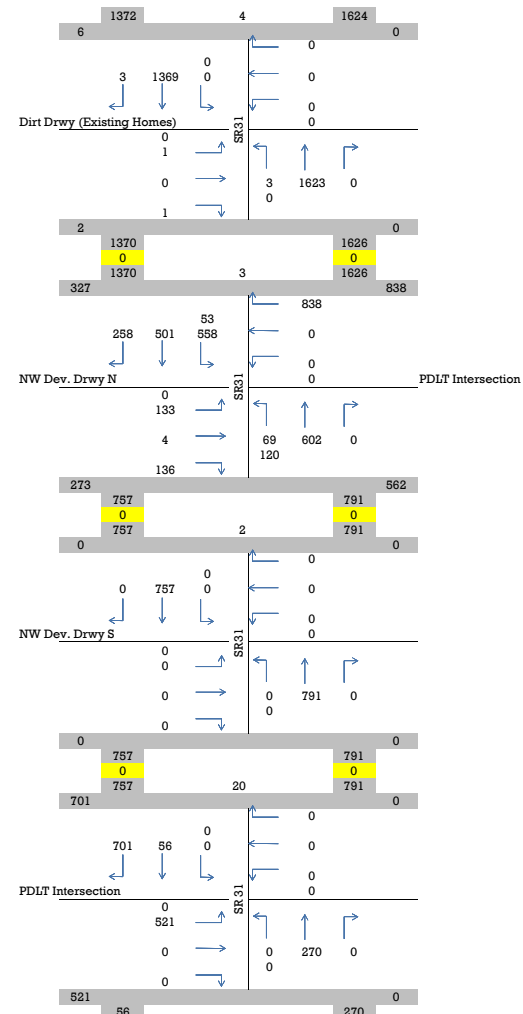 1372 4 1624
6 0
0
0
3 1369 0 0
0
Dirt Drwy (Existing Homes) 0
SR31
0
1
0 3 1623 0
0
1
2 0
1370 1626
0 0
1370 3 1626
327 838
838
53
258 501 558 0
0
NW Dev. Drwy N 0 PDLT Intersection
SR31
0
133
4 69 602 0
120
136
273 562
757 791
0 0
757 2 791
0 0
0
0
0 757 0 0
0
NW Dev. Drwy S 0
SR31
0
0
0 0 791 0
0
0
0 0
757 791
0 0
757 20 791
701 0
0
0
701 56 0 0
0
PDLT Intersection 0
SR 31
0
521
0 0 270 0
0
0
521 0
56 270